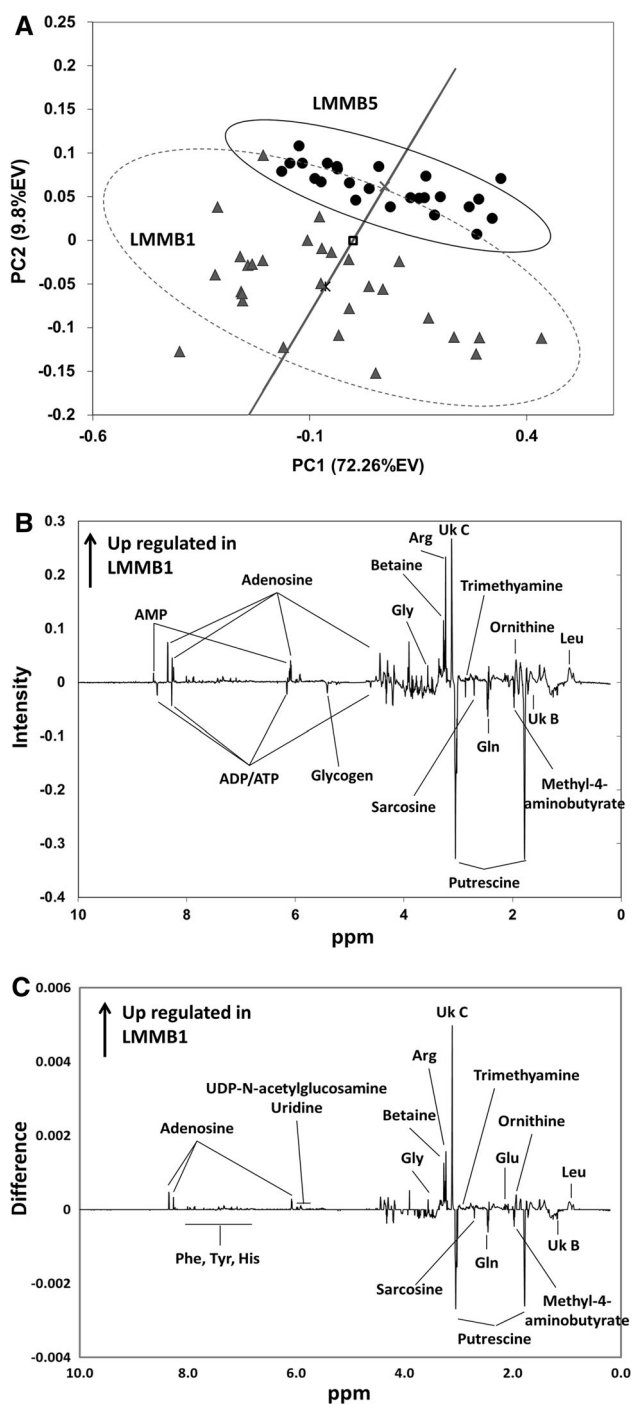 A
0.25
0.2
0.15
0.1
0.05
0
-0.05
-0.1
-0.15
-0.2
PC2 (9.8%EV)
LMMB5
LMMB1
-0.6
-0.1
0.4
PC1 (72.26%EV)
B
0.3
0.2
0.1
0
-0.1
-0.2
-0.3
-0.4
Intensity
Up regulated in
LMMB1
Uk C
Arg
Betaine
Adenosine
Trimethyamine
AMP
Gly
Ornithine
Leu
Uk B
ADP/ATP
Glycogen
Gln
Sarcosine
Methyl-4-
aminobutyrate
Putrescine
10
8
6
4
2
0
ppm
C
0.006
0.004
0.002
0.000
-0.002
-0.004
Difference
Up regulated in
LMMB1
Uk C
Arg
Trimethyamine
UDP-N-acetylglucosamine
Uridine
Betaine
Ornithine
Adenosine
Gly
Glu
Leu
Phe, Tyr, His
Uk B
Gln
Sarcosine
Methyl-4-
aminobutyrate
Putrescine
10.0
8.0
6.0
4.0
2.0
0.0
ppm